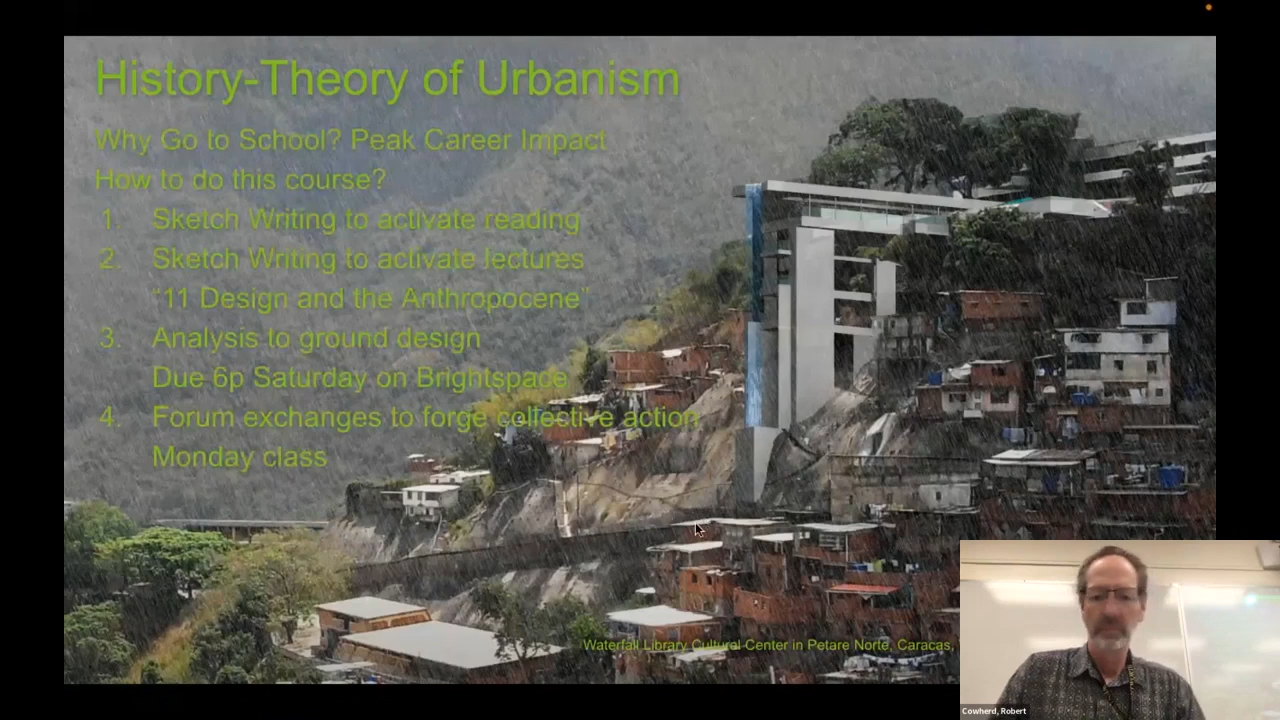 History-Theory of Urbanism
Why Go to School? Peak Career Impact
How to do this course?
1. Sketch Writing to activate reading
2. Sketch Writing to activate lectures
“11 Design and the Anthropocene”
3. Analysis to ground design
Due 6p Saturday on Brightspace
4. Forum exchanges to forge collective action
Monday class
Waterfall Library Cultural Center in Petare Norte, Caracas,
Cowherd, Robert